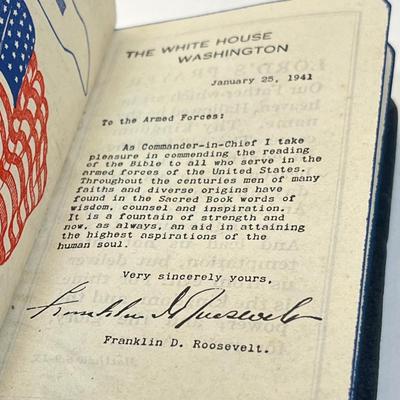 THE WHITE HOUSE
WASHINGTON
January 25, 1941
To the Armed Forces:
As Commander-in-Chief I take
pleasure in commending the reading
of the Bible to all who serve in the
armed forces of the United States.
Throughout the centuries men of many
faiths and diverse origins have
found in the Sacred Book words of
wisdom, counsel and inspiration.
It is a fountain of strength and
now, as always, an aid in attaining
the highest aspirations of the
human soul.
Very sincerely yours,
Franklin D. Roosevelt
Franklin D. Roosevelt.